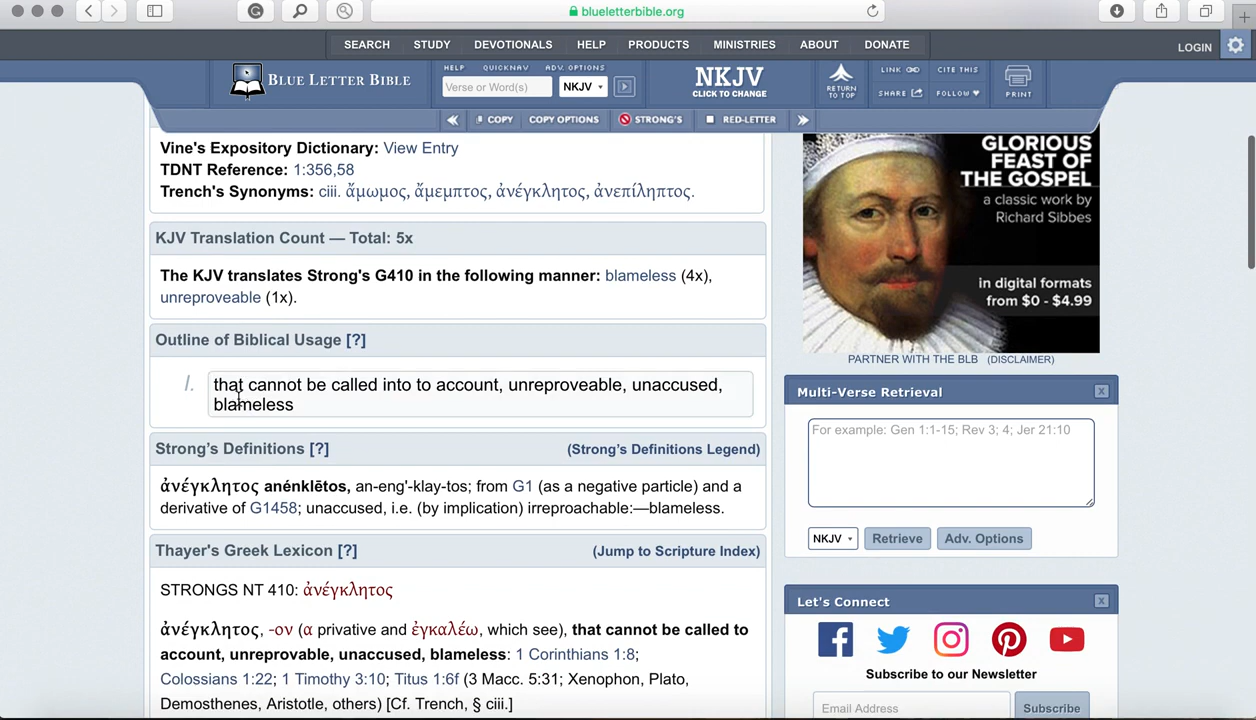 blueletterbible.org
SEARCH STUDY DEVOTIONALS HELP PRODUCTS MINISTRIES ABOUT DONATE
LOGIN
BLUE LETTER BIBLE
HELP QUICKNAV ADV. OPTIONS
Verse or Word(s) NKJV
NKJV
CLICK TO CHANGE
RETURN
TO TOP
LINK CITE THIS
SHARE FOLLOW
PRINT
COPY COPY OPTIONS STRONG'S RED-LETTER
Vine's Expository Dictionary: View Entry
TDNT Reference: 1:356,58
Trench's Synonyms: ciii. ἄμωμος, ἄμεμπτος, ἀνέγκλητος, ἀνεπίληπτος.
KJV Translation Count — Total: 5x
The KJV translates Strong's G410 in the following manner: blameless (4x),
unreproveable (1x).
Outline of Biblical Usage [?]
I. that cannot be called into to account, unreproveable, unaccused,
blameless
Strong's Definitions [?] (Strong's Definitions Legend)
ἀνέγκλητος anénklētos, an-eng'-klay-tos; from G1 (as a negative particle) and a
derivative of G1458; unaccused, i.e. (by implication) irreproachable:—blameless.
Thayer's Greek Lexicon [?] (Jump to Scripture Index)
STRONGS NT 410: ἀνέγκλητος
ἀνέγκλητος, -ον (α privative and ἐγκαλέω, which see), that cannot be called to
account, unreprovable, unaccused, blameless: 1 Corinthians 1:8;
Colossians 1:22; 1 Timothy 3:10; Titus 1:6f (3 Macc. 5:31; Xenophon, Plato,
Demosthenes, Aristotle, others) [Cf. Trench, § ciii.]
GLORIOUS
FEAST OF
THE GOSPEL
a classic work by
Richard Sibbes
in digital formats
from $0 - $4.99
PARTNER WITH THE BLB (DISCLAIMER)
Multi-Verse Retrieval x
For example: Gen 1:1-15; Rev 3; 4; Jer 21:10
NKJV Retrieve Adv. Options
Let's Connect x
Subscribe to our Newsletter
Email Address Subscribe